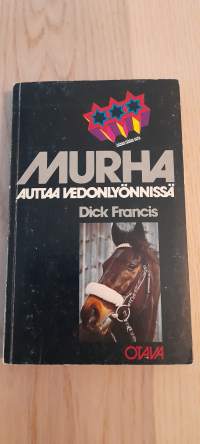 MURHA
AUTTAA VEDONLYÖNNISSÄ
Dick Francis
OTAVA